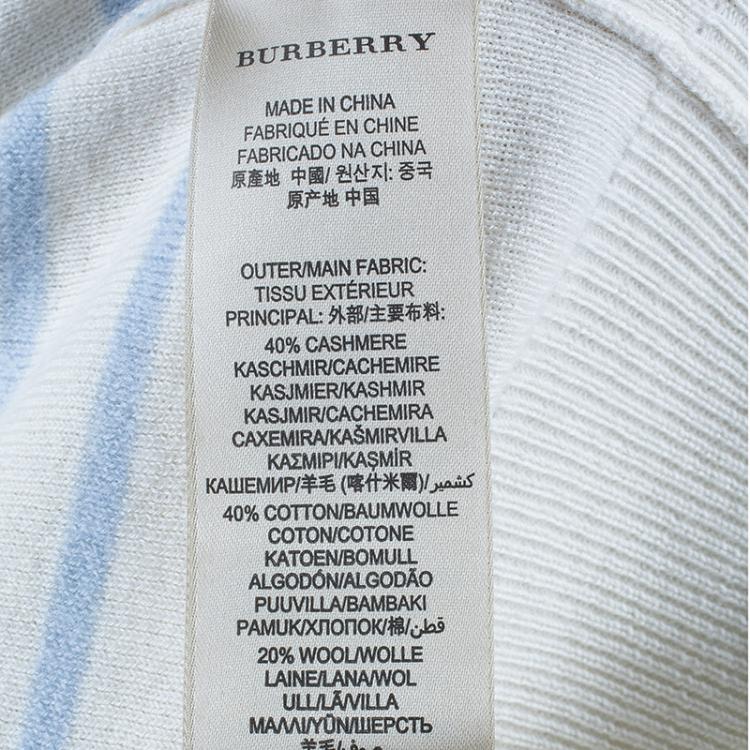 BURBERRY
MADE IN CHINA
FABRIQUÉ EN CHINE
FABRICADO NA CHINA
原產地 中國/ 원산지: 중국
原产地 中国
OUTER/MAIN FABRIC:
TISSU EXTÉRIEUR
PRINCIPAL: 外部/主要布料:
40% CASHMERE
KASCHMIR/CACHEMIRE
KASJMIER/KASHMIR
KASJMIR/CACHEMIRA
CAXEMIRA/KAŠMIRVILLA
ΚΑΣΜΙΡΙ/KAŞMİR
КАШЕМИР/羊毛 (喀什米爾)/كشمير
40% COTTON/BAUMWOLLE
COTON/COTONE
KATOEN/BOMULL
ALGODÓN/ALGODÃO
PUUVILLA/BAMBAKI
PAMUK/ХЛОПОК/棉/قطن
20% WOOL/WOLLE
LAINE/LANA/WOL
ULL/LÃ/VILLA
ΜΑΛΛΙ/YÜN/ШЕРСТЬ
羊毛/صوف